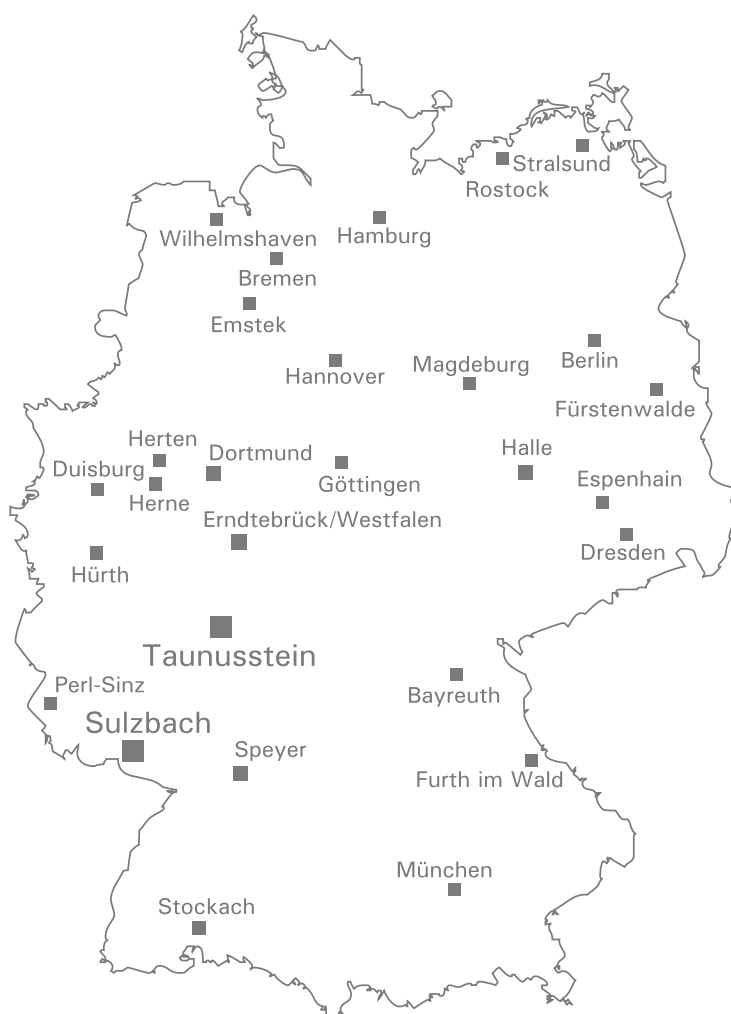 Stralsund
Rostock
Wilhelmshaven
Hamburg
Bremen
Emstek
Hannover
Magdeburg
Berlin
Fürstenwalde
Herten
Dortmund
Halle
Duisburg
Göttingen
Espenhain
Herne
Erndtebrück/Westfalen
Dresden
Hürth
Taunusstein
Perl-Sinz
Bayreuth
Sulzbach
Speyer
Furth im Wald
München
Stockach